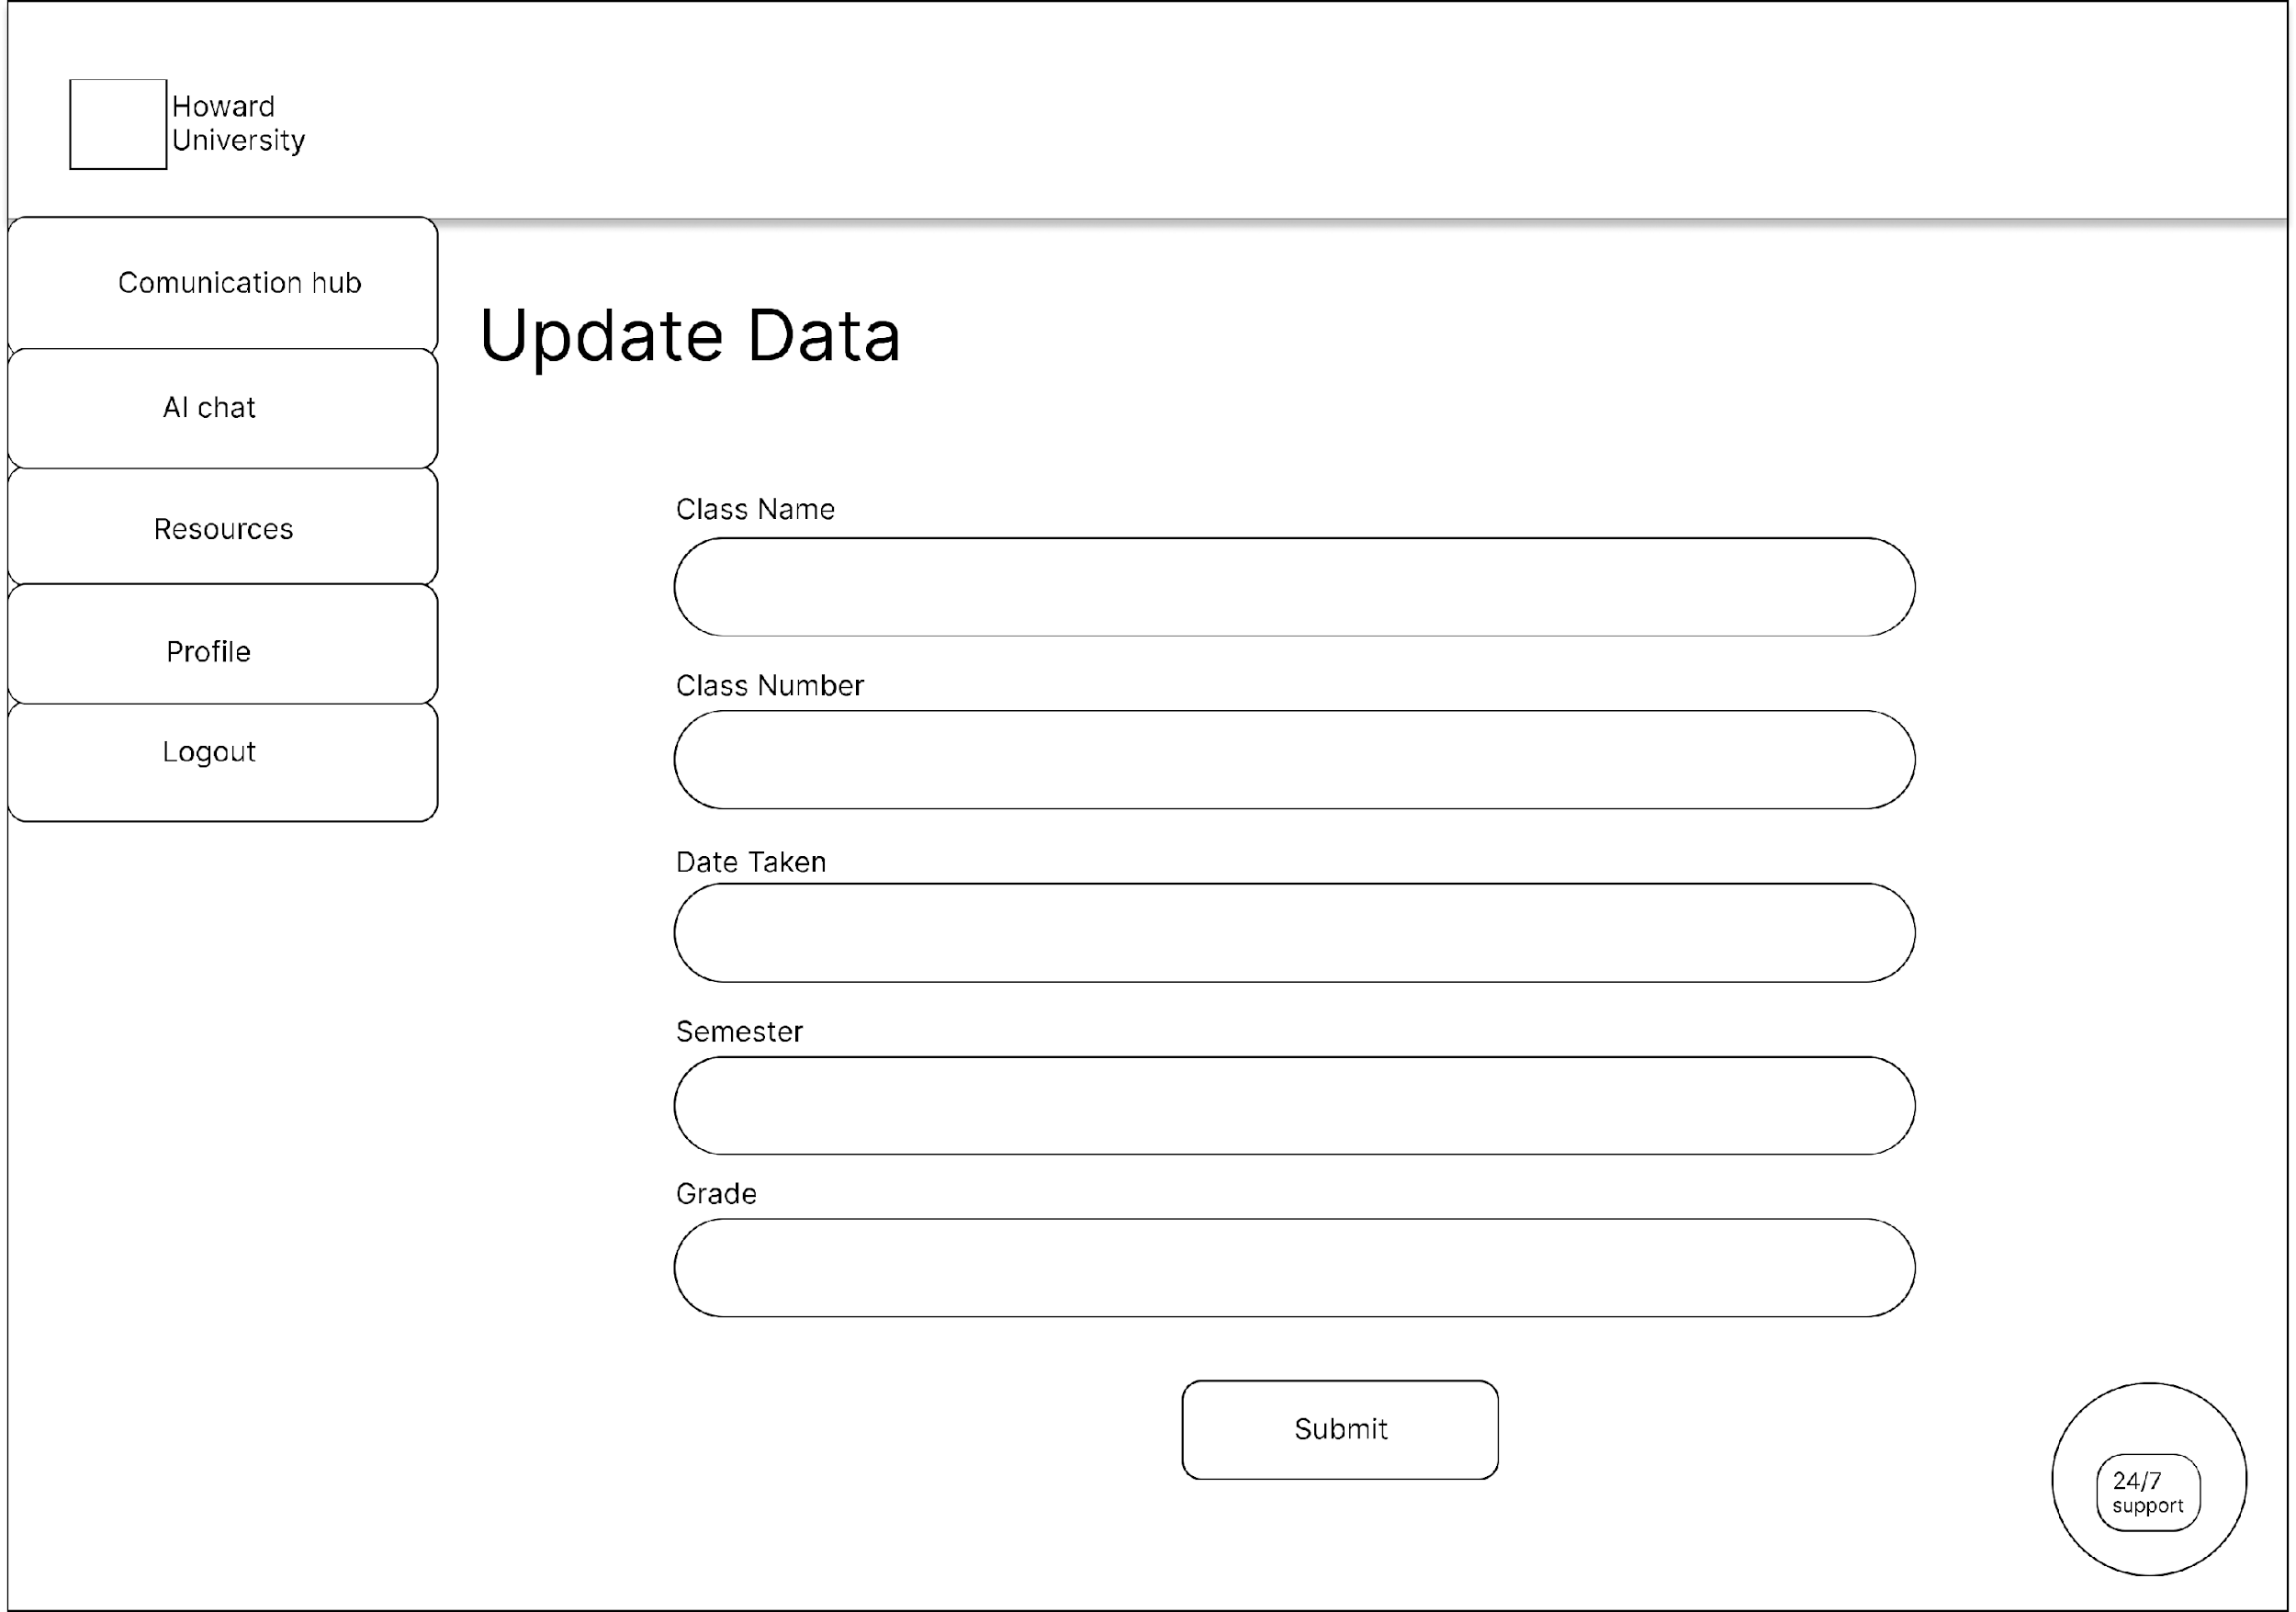 Howard
University
Comunication hub
AI chat
Resources
Profile
Logout
Update Data
Class Name
Class Number
Date Taken
Semester
Grade
Submit
24/7
support